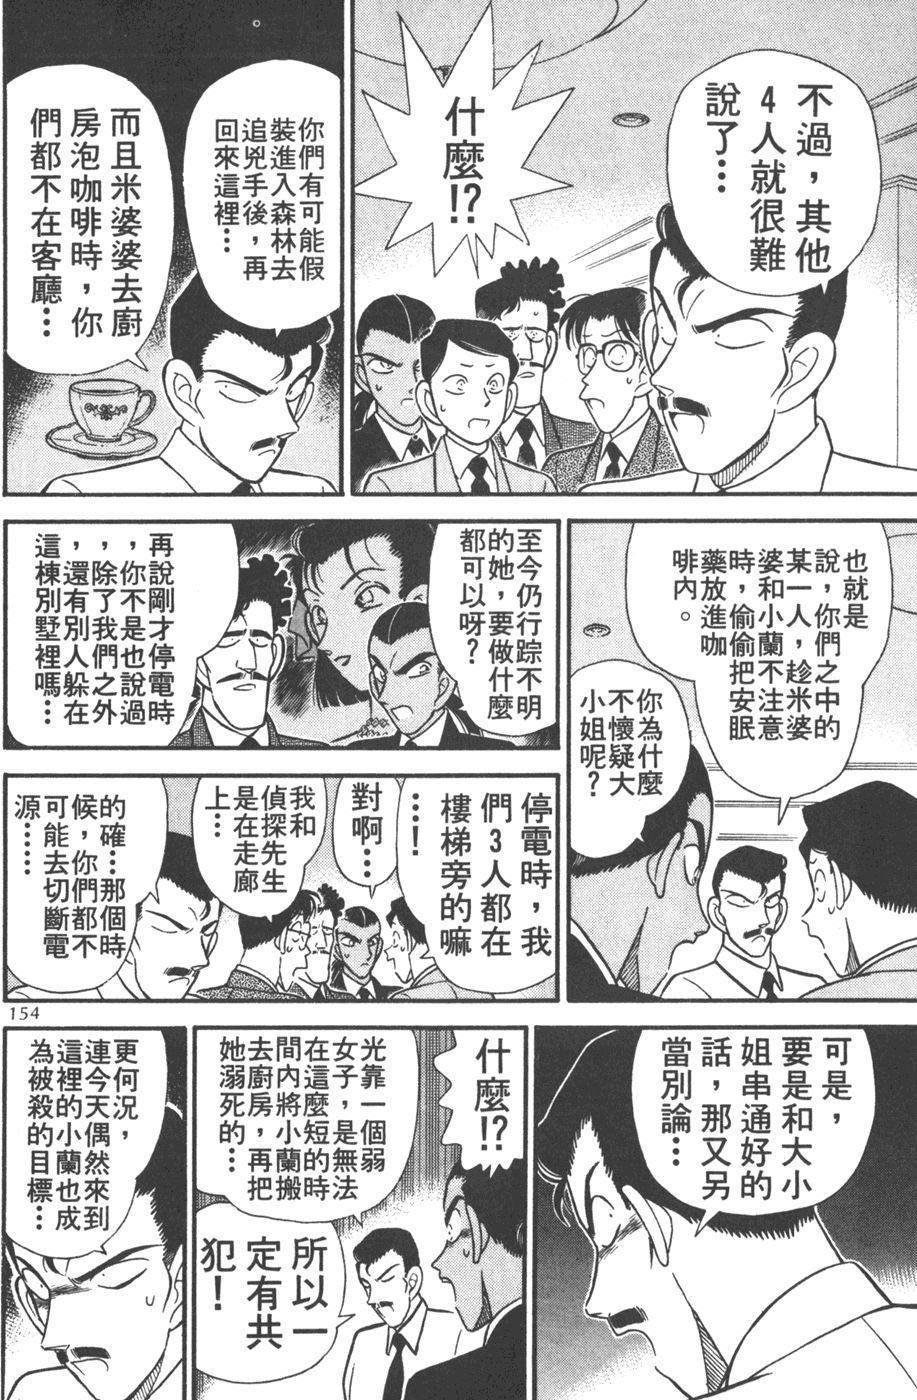 不過，其他
4人就很難
說了…
什麼!?
你們有可能假
裝進入森林去
追兇手後，再
回來這裡…
而且米婆婆去廚
房泡咖啡時，你
們都不在客廳…
也就是
說，你們之中的
某一人，趁米婆
婆和小蘭不注意
時，偷偷把安眠
藥放進咖
啡內。
你為什麼
不懷疑大
小姐呢？
至今仍行踪不明
的她，要做什麼
都可以呀？
再說剛才停電時
，你不是也說過
，除了我們之外
，還有別人躲在
這棟別墅裡嗎…
停電時，我
們3人都在
樓梯旁的嘛
…！
對啊…
我和
偵探先生
是在走廊
上…
的確…那個時
候，你們都不
可能去切斷電
源……
154
可是，
要是和大小
姐串通好的
話，那又另
當別論…
什麼!?
光靠一個弱
女子，是無法
在這麼短的時
間內將小蘭搬
去廚房，再把
她溺死的…
所以一
定有共
犯！
更何況，
連今天偶然來到
這裡的小蘭也成
為被殺的目標…